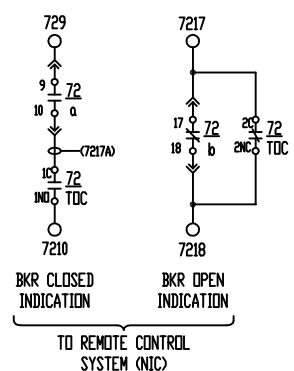 729
7217
9
72
10
a
17
72
18
b
2C
72
2NC
TOC
(7217A)
1C
72
1NO
TOC
7210
7218
BKR CLOSED
INDICATION
BKR OPEN
INDICATION
TO REMOTE CONTROL
SYSTEM (NIC)